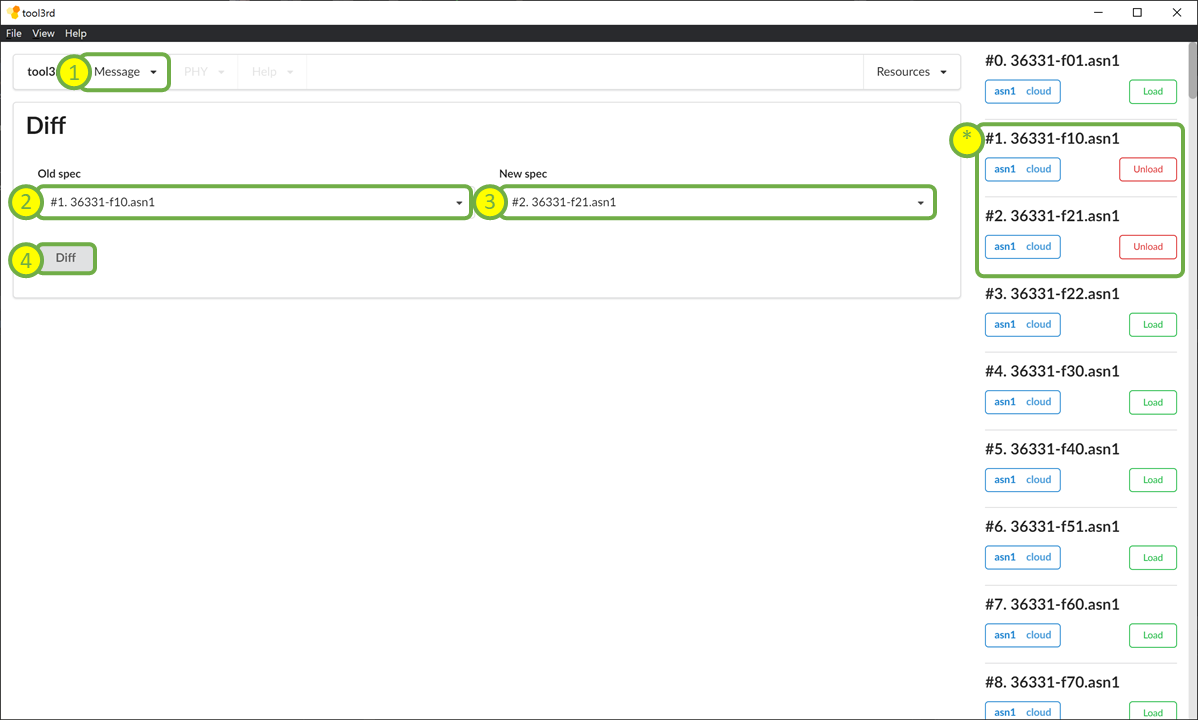 tool3rd
File View Help
tool3 1 Message PHY Help Resources
Diff
Old spec New spec
2 #1. 36331-f10.asn1 3 #2. 36331-f21.asn1
4 Diff
#0. 36331-f01.asn1
asn1 cloud Load
* #1. 36331-f10.asn1
asn1 cloud Unload
#2. 36331-f21.asn1
asn1 cloud Unload
#3. 36331-f22.asn1
asn1 cloud Load
#4. 36331-f30.asn1
asn1 cloud Load
#5. 36331-f40.asn1
asn1 cloud Load
#6. 36331-f51.asn1
asn1 cloud Load
#7. 36331-f60.asn1
asn1 cloud Load
#8. 36331-f70.asn1
asn1 cloud Load